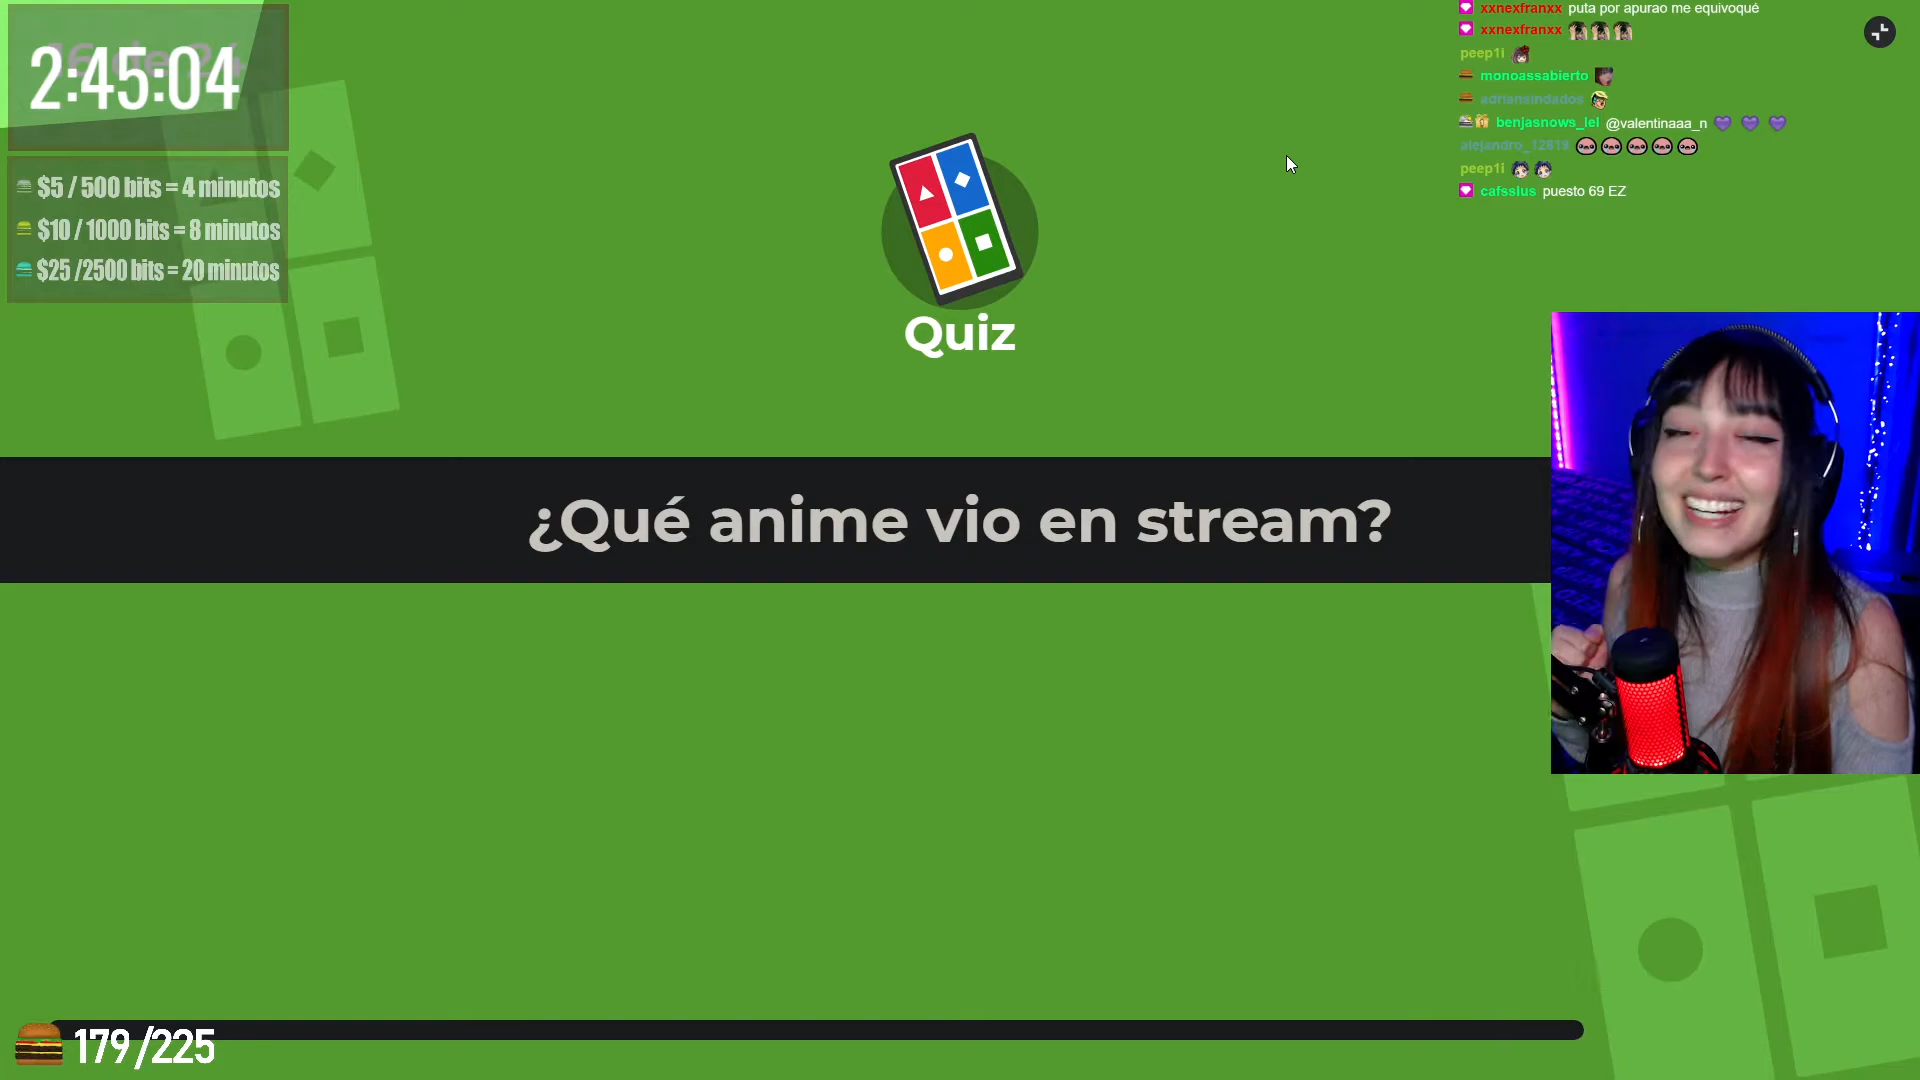 2:45:04
$5 / 500 bits = 4 minutos
$10 / 1000 bits = 8 minutos
$25 /2500 bits = 20 minutos
Quiz
¿Qué anime vio en stream?
xxnexfranxx puta por apurao me equivoqué
xxnexfranxx
peep1i
monoassabierto
adriansindados
benjasnows_lel @valentinaaa_n
alejandro_12819
peep1i
cafsslus puesto 69 EZ
179/225